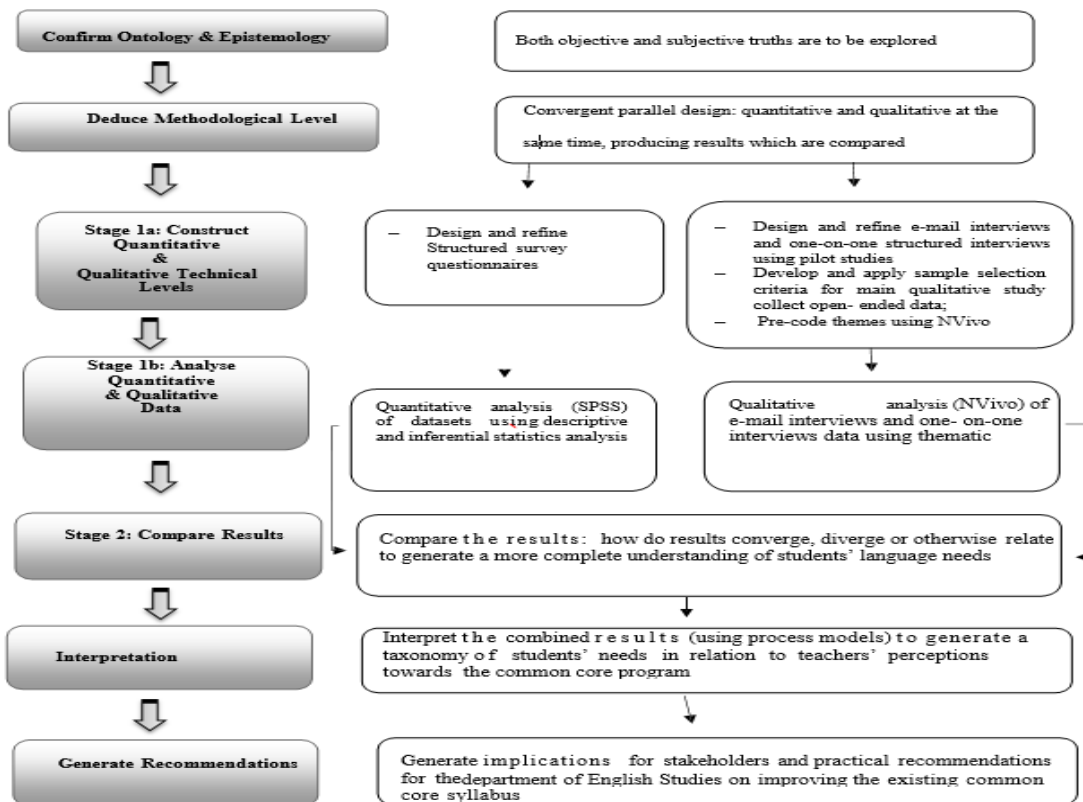 Confirm Ontology & Epistemology
Both objective and subjective truths are to be explored
Deduce Methodological Level
Convergent parallel design: quantitative and qualitative at the
same time, producing results which are compared
Stage 1a: Construct
Quantitative
&
Qualitative Technical
Levels
– Design and refine
Structured survey
questionnaires
– Design and refine e-mail interviews
and one-on-one structured interviews
using pilot studies
– Develop and apply sample selection
criteria for main qualitative study
collect open- ended data;
– Pre-code themes using NVivo
Stage 1b: Analyse
Quantitative
& Qualitative
Data
Quantitative analysis (SPSS)
of datasets using descriptive
and inferential statistics analysis
Qualitative analysis (NVivo) of
e-mail interviews and one- on-one
interviews data using thematic
Stage 2: Compare Results
Compare the results: how do results converge, diverge or otherwise relate
to generate a more complete understanding of students’ language needs
Interpretation
Interpret the combined results (using process models) to generate a
taxonomy of students’ needs in relation to teachers’ perceptions
towards the common core program
Generate Recommendations
Generate implications for stakeholders and practical recommendations
for thedepartment of English Studies on improving the existing common
core syllabus